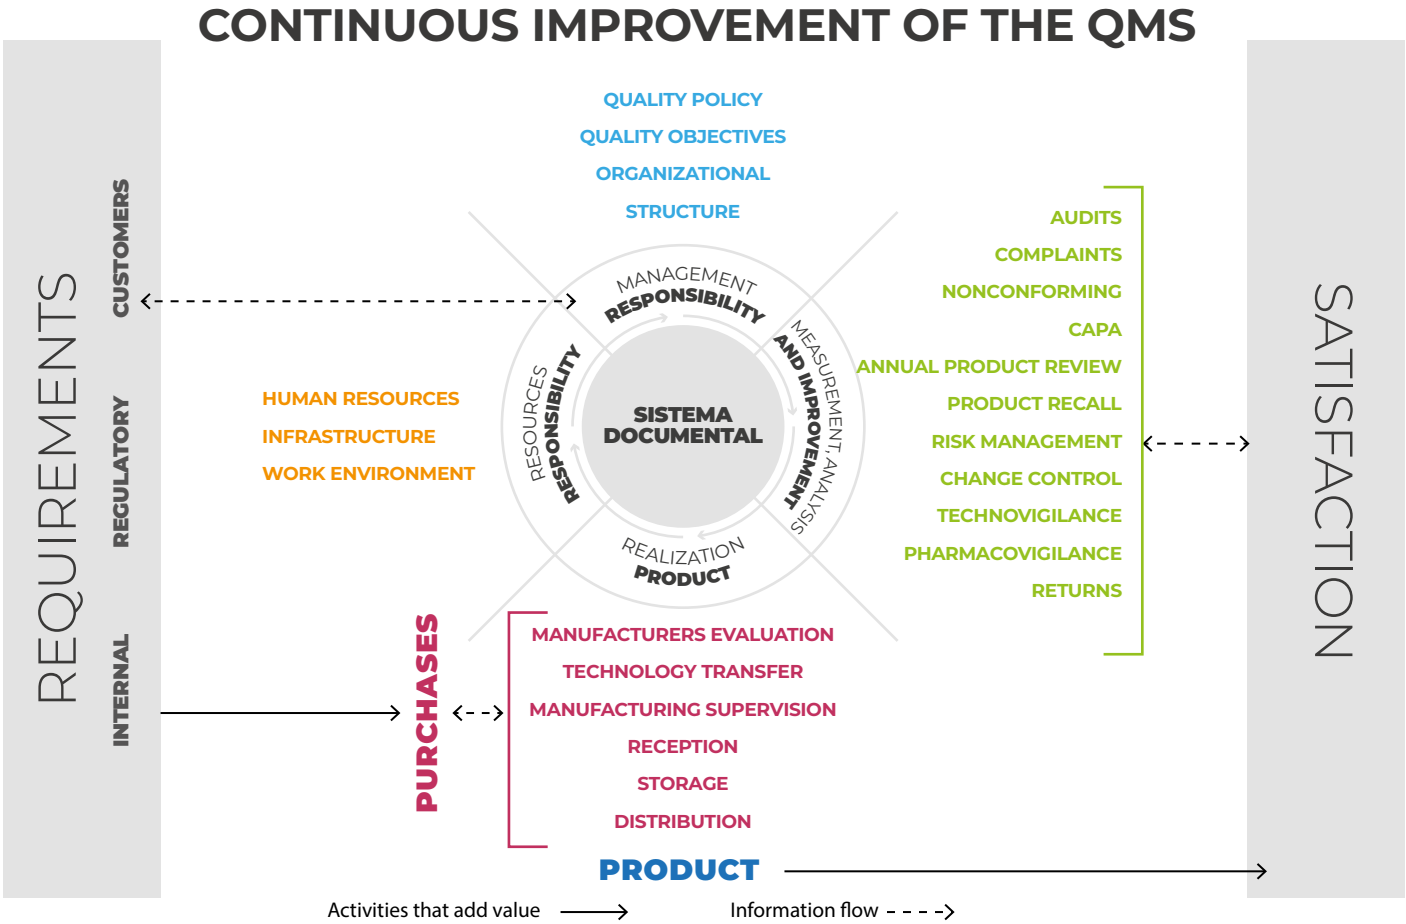 CONTINUOUS IMPROVEMENT OF THE QMS
REQUIREMENTS
CUSTOMERS
REGULATORY
INTERNAL
QUALITY POLICY
QUALITY OBJECTIVES
ORGANIZATIONAL
STRUCTURE
HUMAN RESOURCES
INFRASTRUCTURE
WORK ENVIRONMENT
MANAGEMENT
RESPONSIBILITY
RESOURCES
RESPONSIBILITY
SISTEMA
DOCUMENTAL
MEASUREMENT, ANALYSIS
AND IMPROVEMENT
REALIZATION
PRODUCT
AUDITS
COMPLAINTS
NONCONFORMING
CAPA
ANNUAL PRODUCT REVIEW
PRODUCT RECALL
RISK MANAGEMENT
CHANGE CONTROL
TECHNOVIGILANCE
PHARMACOVIGILANCE
RETURNS
SATISFACTION
PURCHASES
MANUFACTURERS EVALUATION
TECHNOLOGY TRANSFER
MANUFACTURING SUPERVISION
RECEPTION
STORAGE
DISTRIBUTION
PRODUCT
Activities that add value
Information flow